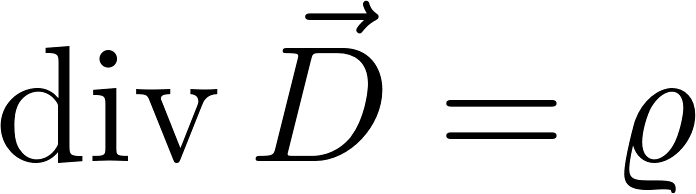 div D⃗ = ϱ